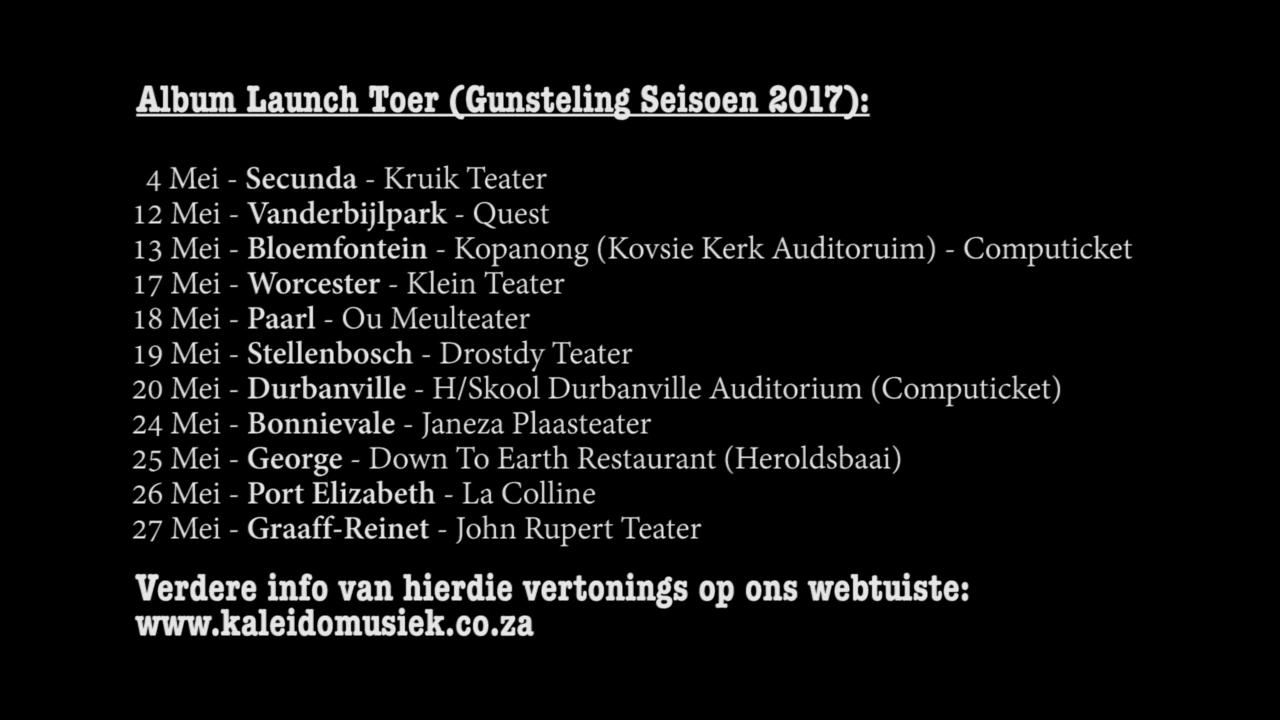 Album Launch Toer (Gunsteling Seisoen 2017):
4 Mei - Secunda - Kruik Teater
12 Mei - Vanderbijlpark - Quest
13 Mei - Bloemfontein - Kopanong (Kovsie Kerk Auditoruim) - Computicket
17 Mei - Worcester - Klein Teater
18 Mei - Paarl - Ou Meulteater
19 Mei - Stellenbosch - Drostdy Teater
20 Mei - Durbanville - H/Skool Durbanville Auditorium (Computicket)
24 Mei - Bonnievale - Janeza Plaasteater
25 Mei - George - Down To Earth Restaurant (Heroldsbaai)
26 Mei - Port Elizabeth - La Colline
27 Mei - Graaff-Reinet - John Rupert Teater
Verdere info van hierdie vertonings op ons webtuiste:
www.kaleidomusiek.co.za